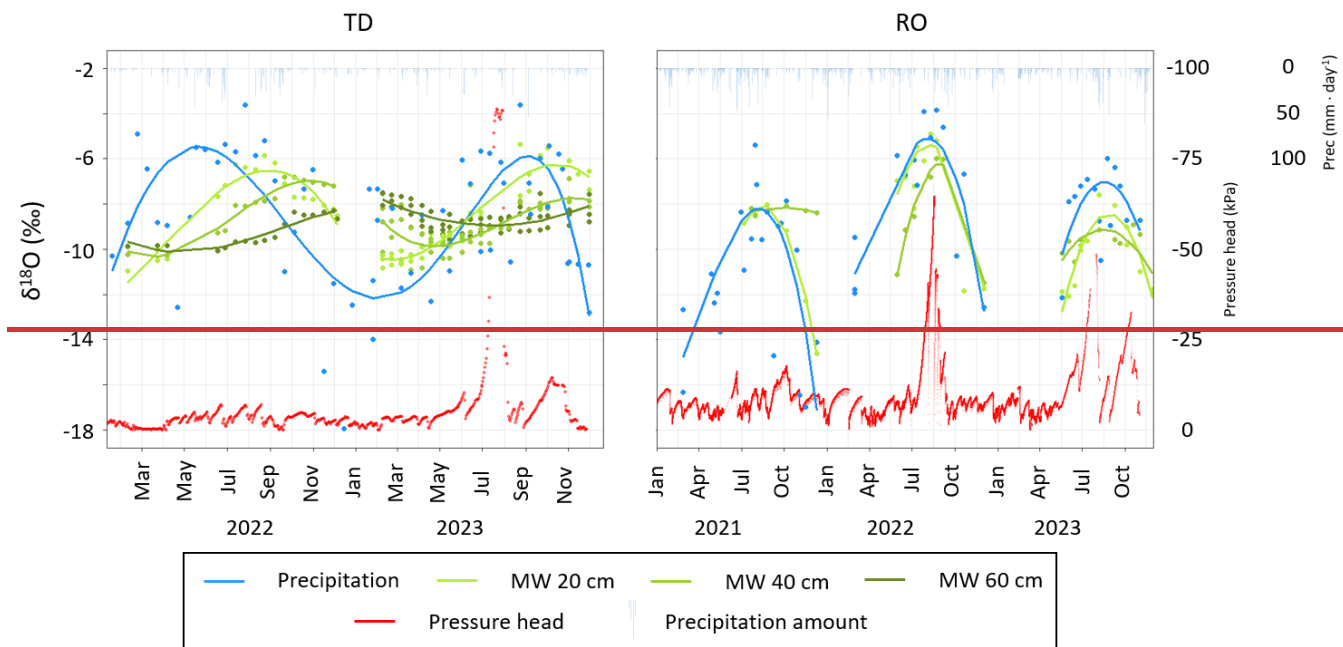 TD RO
-2 -100 0
50
-6 -75 100
δ¹⁸O (‰)
Pressure head (kPa)
Prec (mm · day⁻¹)
-10 -50
-14 -25
-18 0
Mar May Jul Sep Nov Jan Mar May Jul Sep Nov Jan Apr Jul Oct Jan Apr Jul Oct Jan Apr Jul Oct
2022 2023 2021 2022 2023
Precipitation MW 20 cm MW 40 cm MW 60 cm
Pressure head Precipitation amount